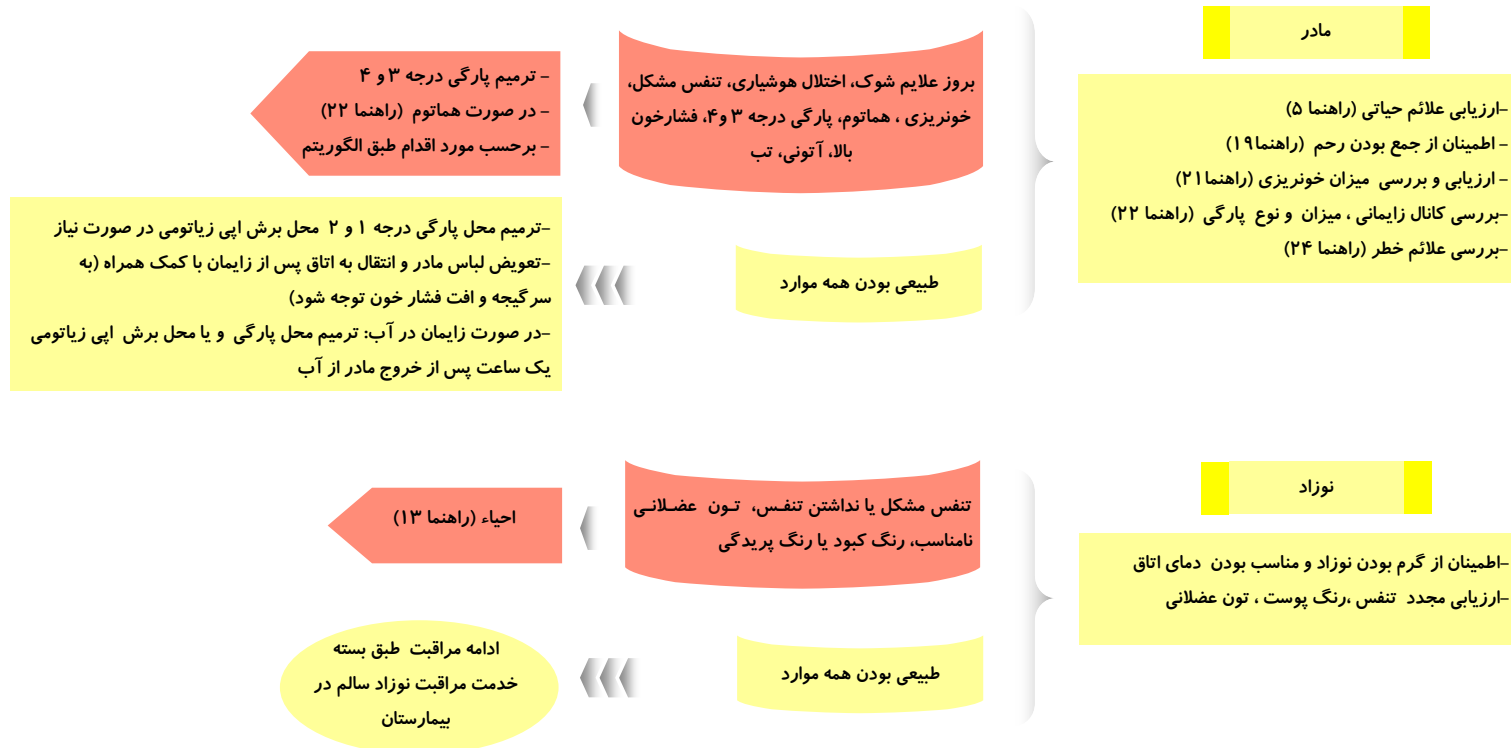 مادر
-ارزیابی علائم حیاتی (راهنما ۵)
- اطمینان از جمع بودن رحم (راهنما۱۹)
- ارزیابی و بررسی میزان خونریزی (راهنما۲۱)
-بررسی کانال زایمانی ، میزان و نوع پارگی (راهنما ۲۲)
-بررسی علائم خطر (راهنما ۲۴)
بروز علایم شوک، اختلال هوشیاری، تنفس مشکل،
خونریزی ، هماتوم، پارگی درجه ۳ و۴، فشارخون
بالا، آتونی، تب
- ترمیم پارگی درجه ۳ و ۴
- در صورت هماتوم (راهنما ۲۲)
- برحسب مورد اقدام طبق الگوریتم
طبیعی بودن همه موارد
-ترمیم محل پارگی درجه ۱ و ۲ محل برش اپی زیاتومی در صورت نیاز
-تعویض لباس مادر و انتقال به اتاق پس از زایمان با کمک همراه (به
سرگیجه و افت فشار خون توجه شود)
-در صورت زایمان در آب: ترمیم محل پارگی و یا محل برش اپی زیاتومی
یک ساعت پس از خروج مادر از آب
نوزاد
-اطمینان از گرم بودن نوزاد و مناسب بودن دمای اتاق
-ارزیابی مجدد تنفس ،رنگ پوست ، تون عضلانی
تنفس مشکل یا نداشتن تنفس، تون عضلانی
نامناسب، رنگ کبود یا رنگ پریدگی
احیاء (راهنما ۱۳)
طبیعی بودن همه موارد
ادامه مراقبت طبق بسته
خدمت مراقبت نوزاد سالم در
بیمارستان